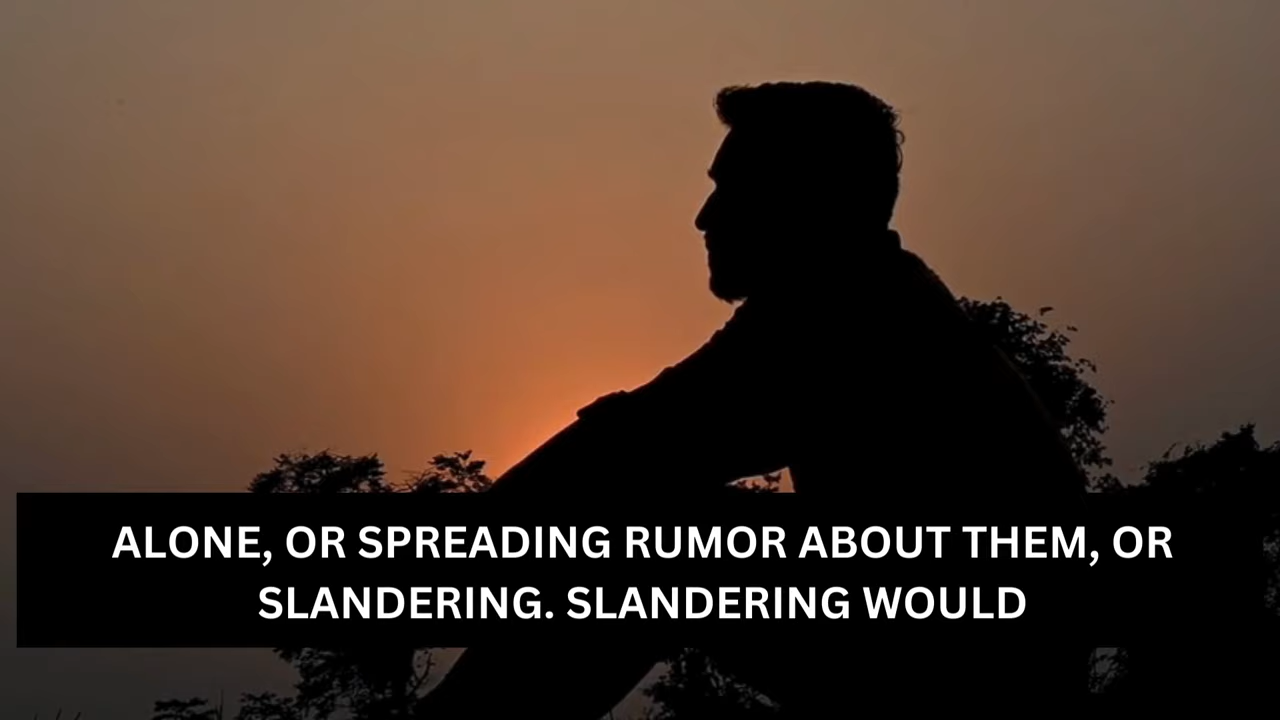 ALONE, OR SPREADING RUMOR ABOUT THEM, OR
SLANDERING. SLANDERING WOULD